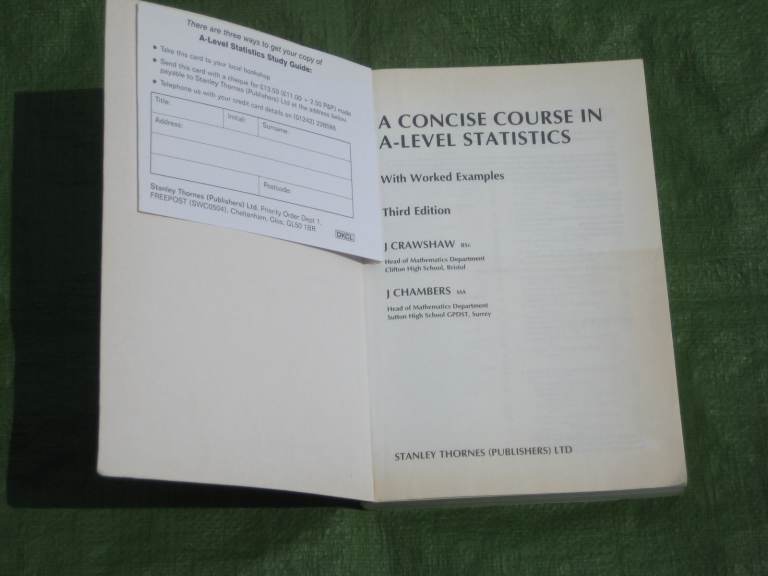 There are three ways to get your copy of
A-Level Statistics Study Guide:
• Take this card to your local bookshop
• Send this card with a cheque for £13.50 (£11.00 + 2.50 P&P) made
payable to Stanley Thornes (Publishers) Ltd at the address below.
• Telephone us with your credit card details on (01242) 228585
Title:
Initial:
Surname:
Address:
Postcode:
Stanley Thornes (Publishers) Ltd, Priority Order Dept 1
FREEPOST (SWC0504), Cheltenham, Glos, GL50 1BR
A CONCISE COURSE IN
A-LEVEL STATISTICS
With Worked Examples
Third Edition
J CRAWSHAW BSc
Head of Mathematics Department
Clifton High School, Bristol
J CHAMBERS MA
Head of Mathematics Department
Sutton High School GPDST, Surrey
STANLEY THORNES (PUBLISHERS) LTD